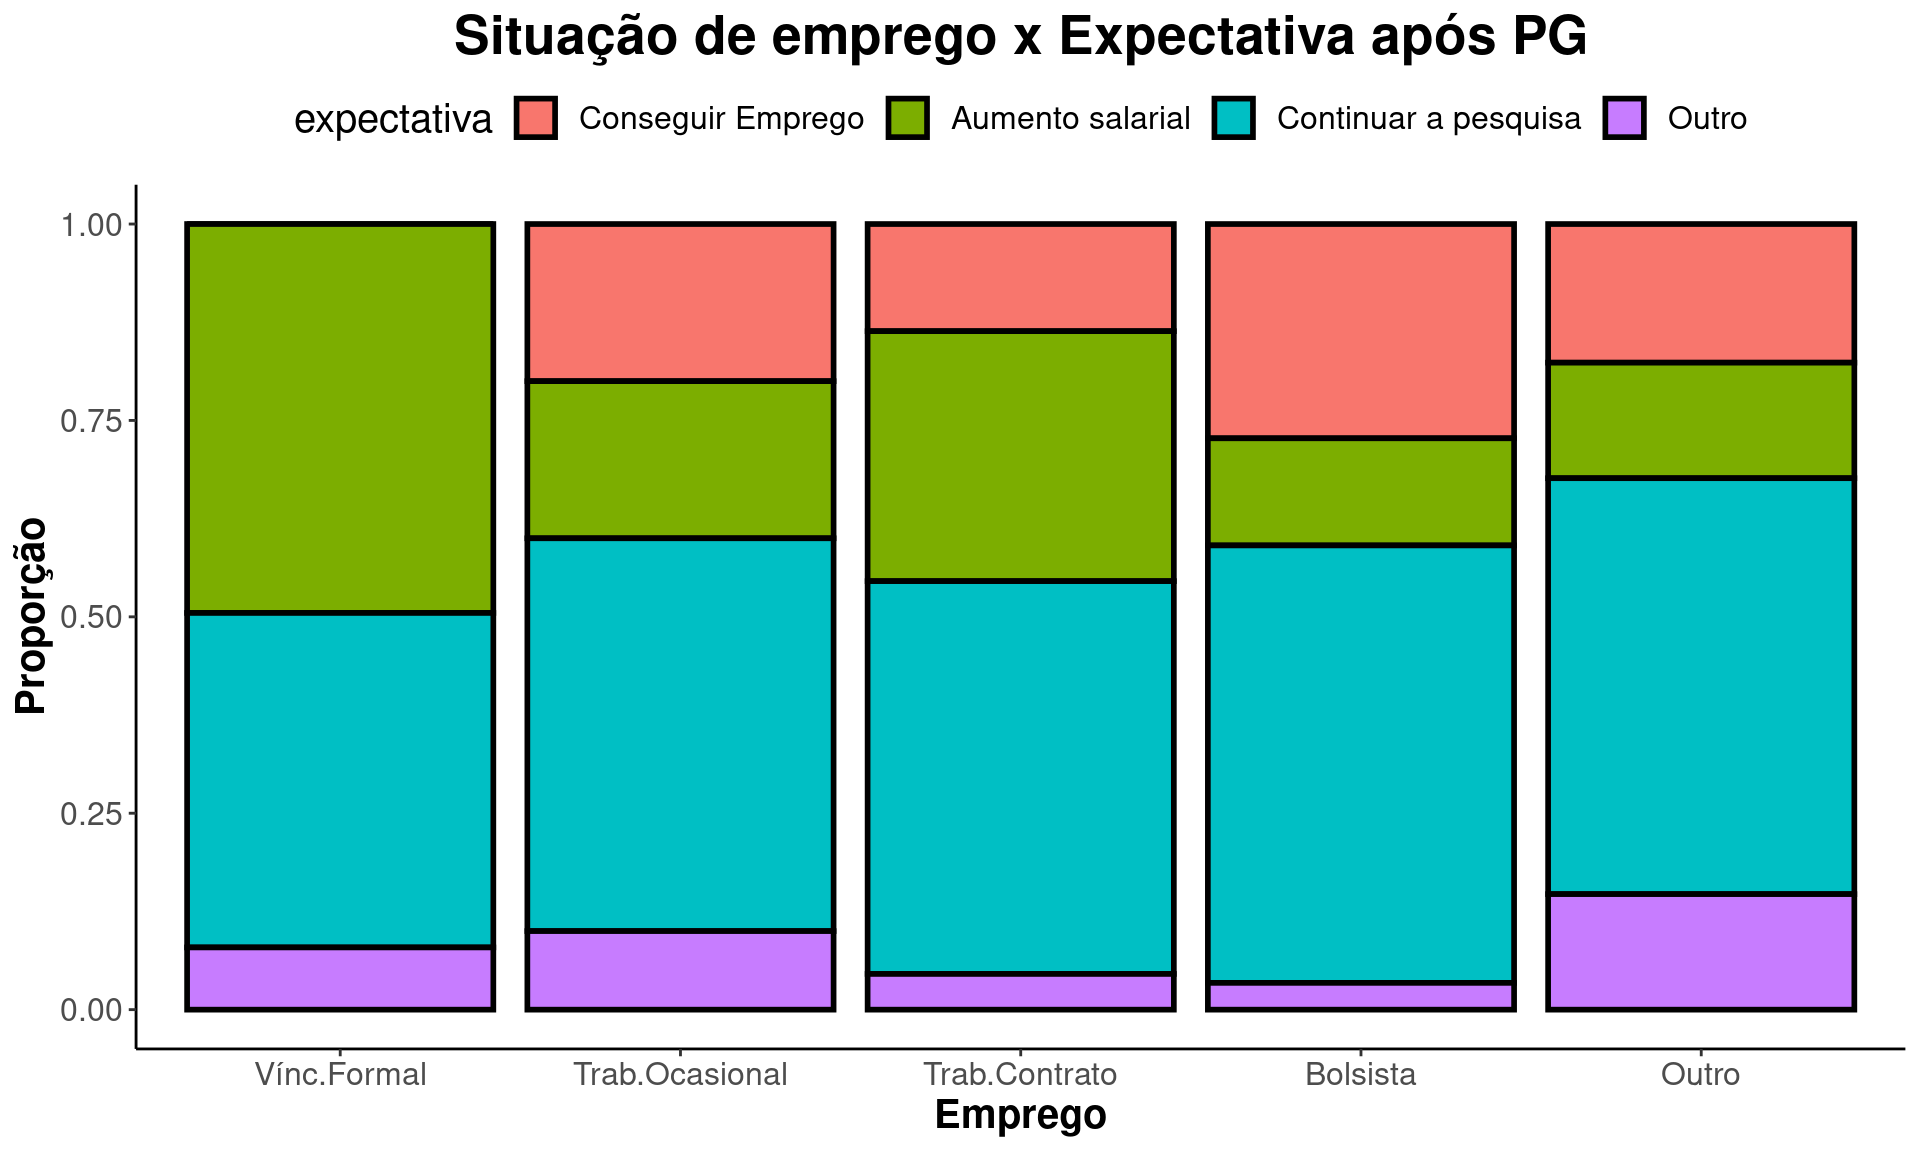 Situação de emprego x Expectativa após PG
expectativa Conseguir Emprego Aumento salarial Continuar a pesquisa Outro
Proporção
1.00
0.75
0.50
0.25
0.00
Vínc.Formal Trab.Ocasional Trab.Contrato Bolsista Outro
Emprego